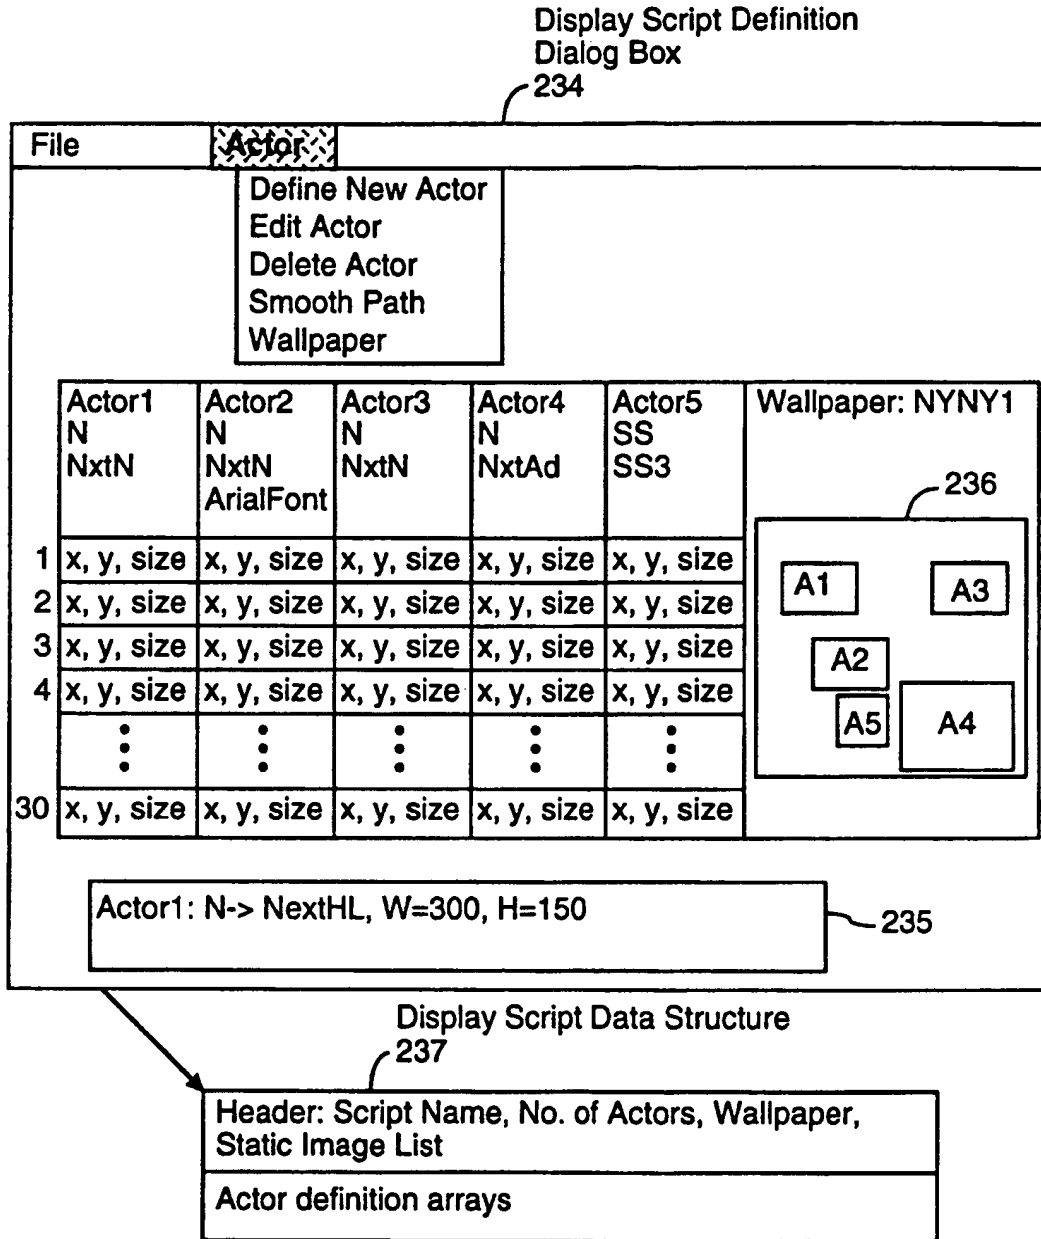 Display Script Definition
Dialog Box
234
File Actor
Define New Actor
Edit Actor
Delete Actor
Smooth Path
Wallpaper
Actor1 Actor2 Actor3 Actor4 Actor5 Wallpaper: NYNY1
N N N N SS
NxtN NxtN NxtN NxtAd SS3
ArialFont
236
1 x, y, size x, y, size x, y, size x, y, size x, y, size
2 x, y, size x, y, size x, y, size x, y, size x, y, size
3 x, y, size x, y, size x, y, size x, y, size x, y, size
4 x, y, size x, y, size x, y, size x, y, size x, y, size
30 x, y, size x, y, size x, y, size x, y, size x, y, size
A1 A3
A2
A5 A4
Actor1: N-> NextHL, W=300, H=150
235
Display Script Data Structure
237
Header: Script Name, No. of Actors, Wallpaper,
Static Image List
Actor definition arrays